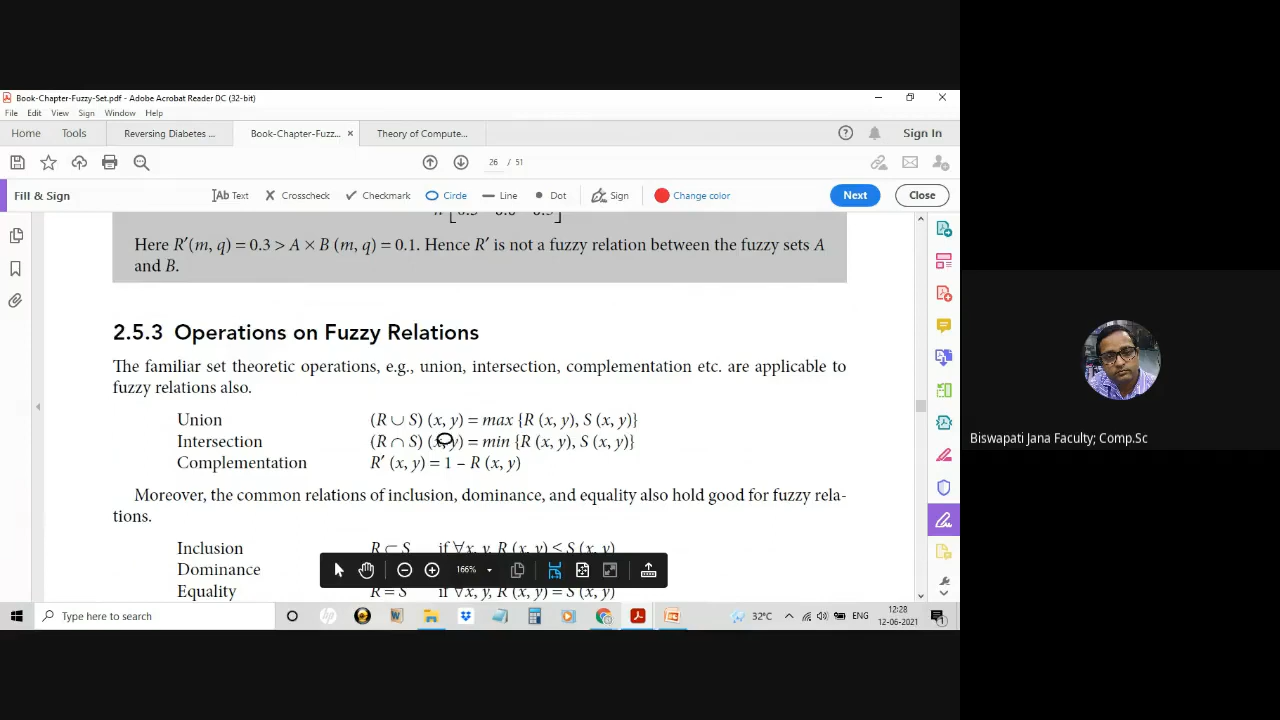 Book-Chapter-Fuzzy-Set.pdf - Adobe Acrobat Reader DC (32-bit)
File Edit View Sign Window Help
Home Tools Reversing Diabetes ... Book-Chapter-Fuzz... × Theory of Compute... Sign In
26 / 51
Fill & Sign Text Crosscheck Checkmark Circle Line Dot Sign Change color Next Close
Here R′(m, q) = 0.3 > A × B (m, q) = 0.1. Hence R′ is not a fuzzy relation between the fuzzy sets A
and B.
2.5.3 Operations on Fuzzy Relations
The familiar set theoretic operations, e.g., union, intersection, complementation etc. are applicable to
fuzzy relations also.
Union (R ∪ S) (x, y) = max {R (x, y), S (x, y)}
Intersection (R ∩ S) (x, y) = min {R (x, y), S (x, y)}
Complementation R′ (x, y) = 1 – R (x, y)
Moreover, the common relations of inclusion, dominance, and equality also hold good for fuzzy rela-
tions.
Inclusion R ⊂ S if ∀x, y, R (x, y) ≤ S (x, y)
Dominance
166%
Equality R = S if ∀x, y, R (x, y) = S (x, y)
Type here to search 32°C ENG 12:28
12-06-2021
Biswapati Jana Faculty; Comp.Sc